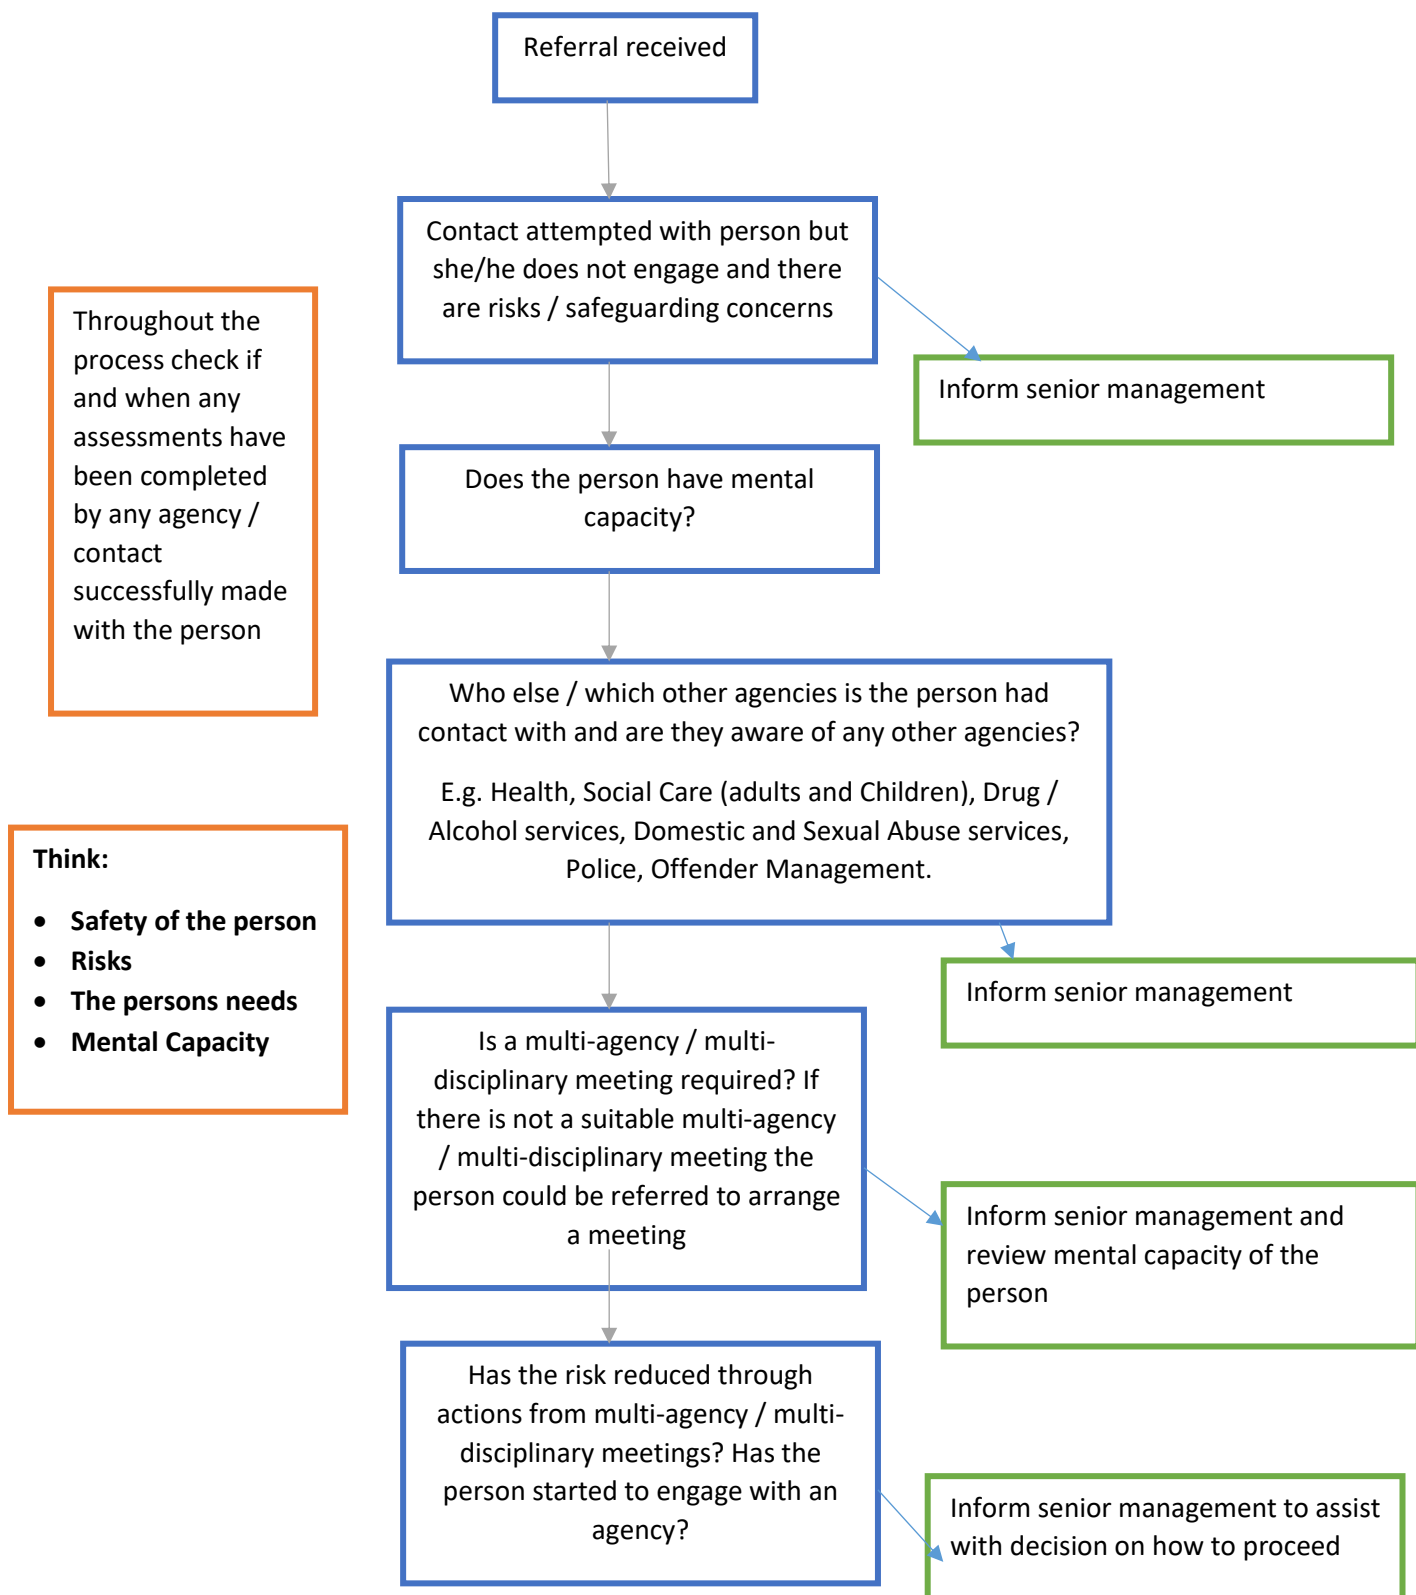 Referral received
Contact attempted with person but
she/he does not engage and there
are risks / safeguarding concerns
Throughout the
process check if
and when any
assessments have
been completed
by any agency /
contact
successfully made
with the person
Inform senior management
Does the person have mental
capacity?
Who else / which other agencies is the person had
contact with and are they aware of any other agencies?
E.g. Health, Social Care (adults and Children), Drug /
Alcohol services, Domestic and Sexual Abuse services,
Police, Offender Management.
Think:
• Safety of the person
• Risks
• The persons needs
• Mental Capacity
Inform senior management
Is a multi-agency / multi-
disciplinary meeting required? If
there is not a suitable multi-agency
/ multi-disciplinary meeting the
person could be referred to arrange
a meeting
Inform senior management and
review mental capacity of the
person
Has the risk reduced through
actions from multi-agency / multi-
disciplinary meetings? Has the
person started to engage with an
agency?
Inform senior management to assist
with decision on how to proceed